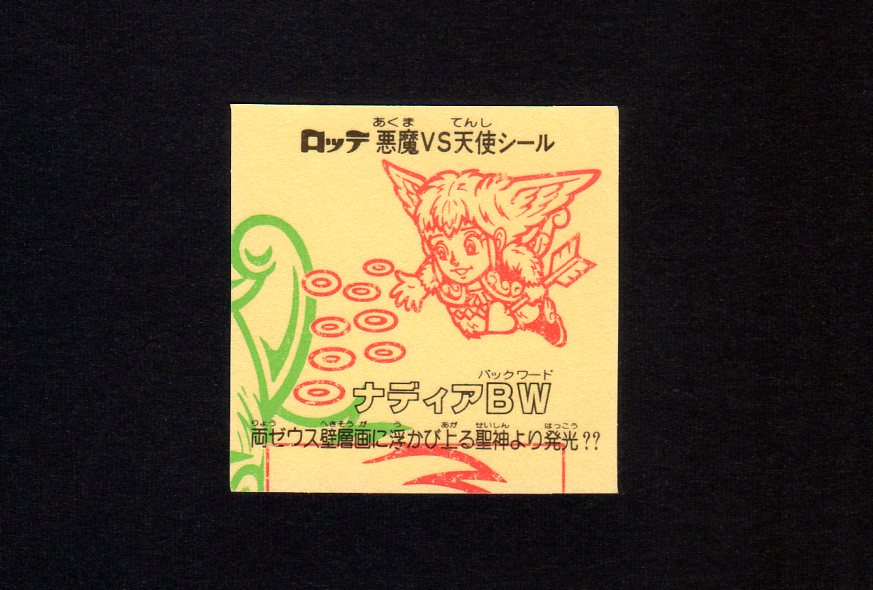 あくま てんし
ロッテ 悪魔VS天使シール
バックワード
ナディアBW
りょう へきそうが う あが せいしん はっこう
両ゼウス壁層画に浮かび上る聖神より発光??